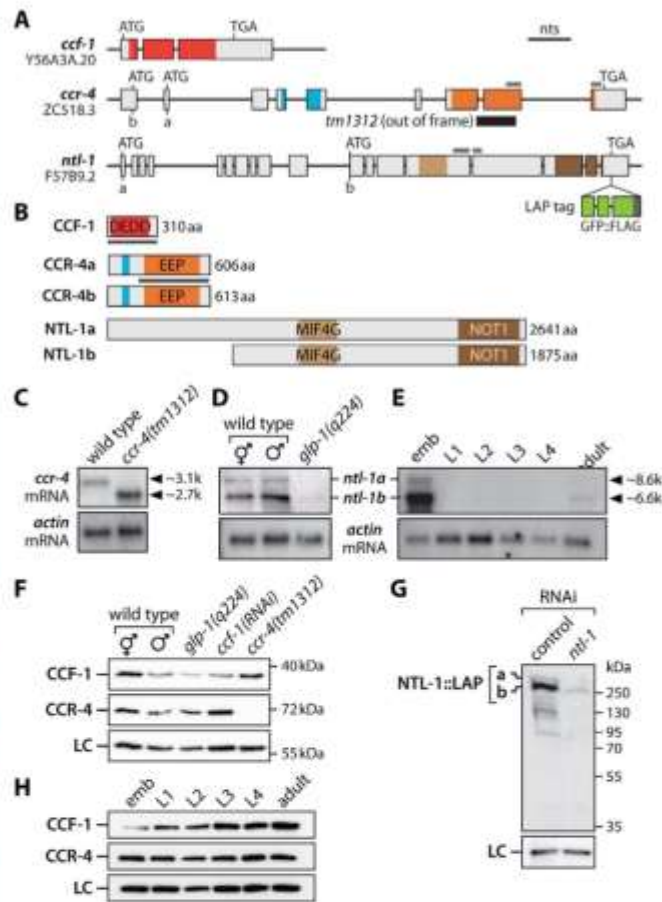 A
ATG TGA nts
ccf-1
Y56A3A.20
ATG ATG TGA
ccr-4
ZC518.3
b a
tm1312 (out of frame)
ATG ATG TGA
ntl-1
F57B9.2
a b
LAP tag
GFP::FLAG
B
CCF-1 DEDD 310aa
CCR-4a EEP 606aa
CCR-4b EEP 613aa
NTL-1a MIF4G NOT1 2641aa
NTL-1b MIF4G NOT1 1875aa
C
wild type ccr-4(tm1312)
ccr-4
mRNA
~3.1k
~2.7k
actin
mRNA
D
wild type glp-1(q224)
⚥ ♂
ntl-1a
ntl-1b
actin
mRNA
E
emb L1 L2 L3 L4 adult
~8.6k
~6.6k
F
wild type glp-1(q224) ccf-1(RNAi) ccr-4(tm1312)
⚥ ♂
CCF-1 40kDa
CCR-4 72kDa
LC 55kDa
G
RNAi
control ntl-1
kDa
NTL-1::LAP a
b
250
130
95
70
55
35
LC
H
emb L1 L2 L3 L4 adult
CCF-1
CCR-4
LC